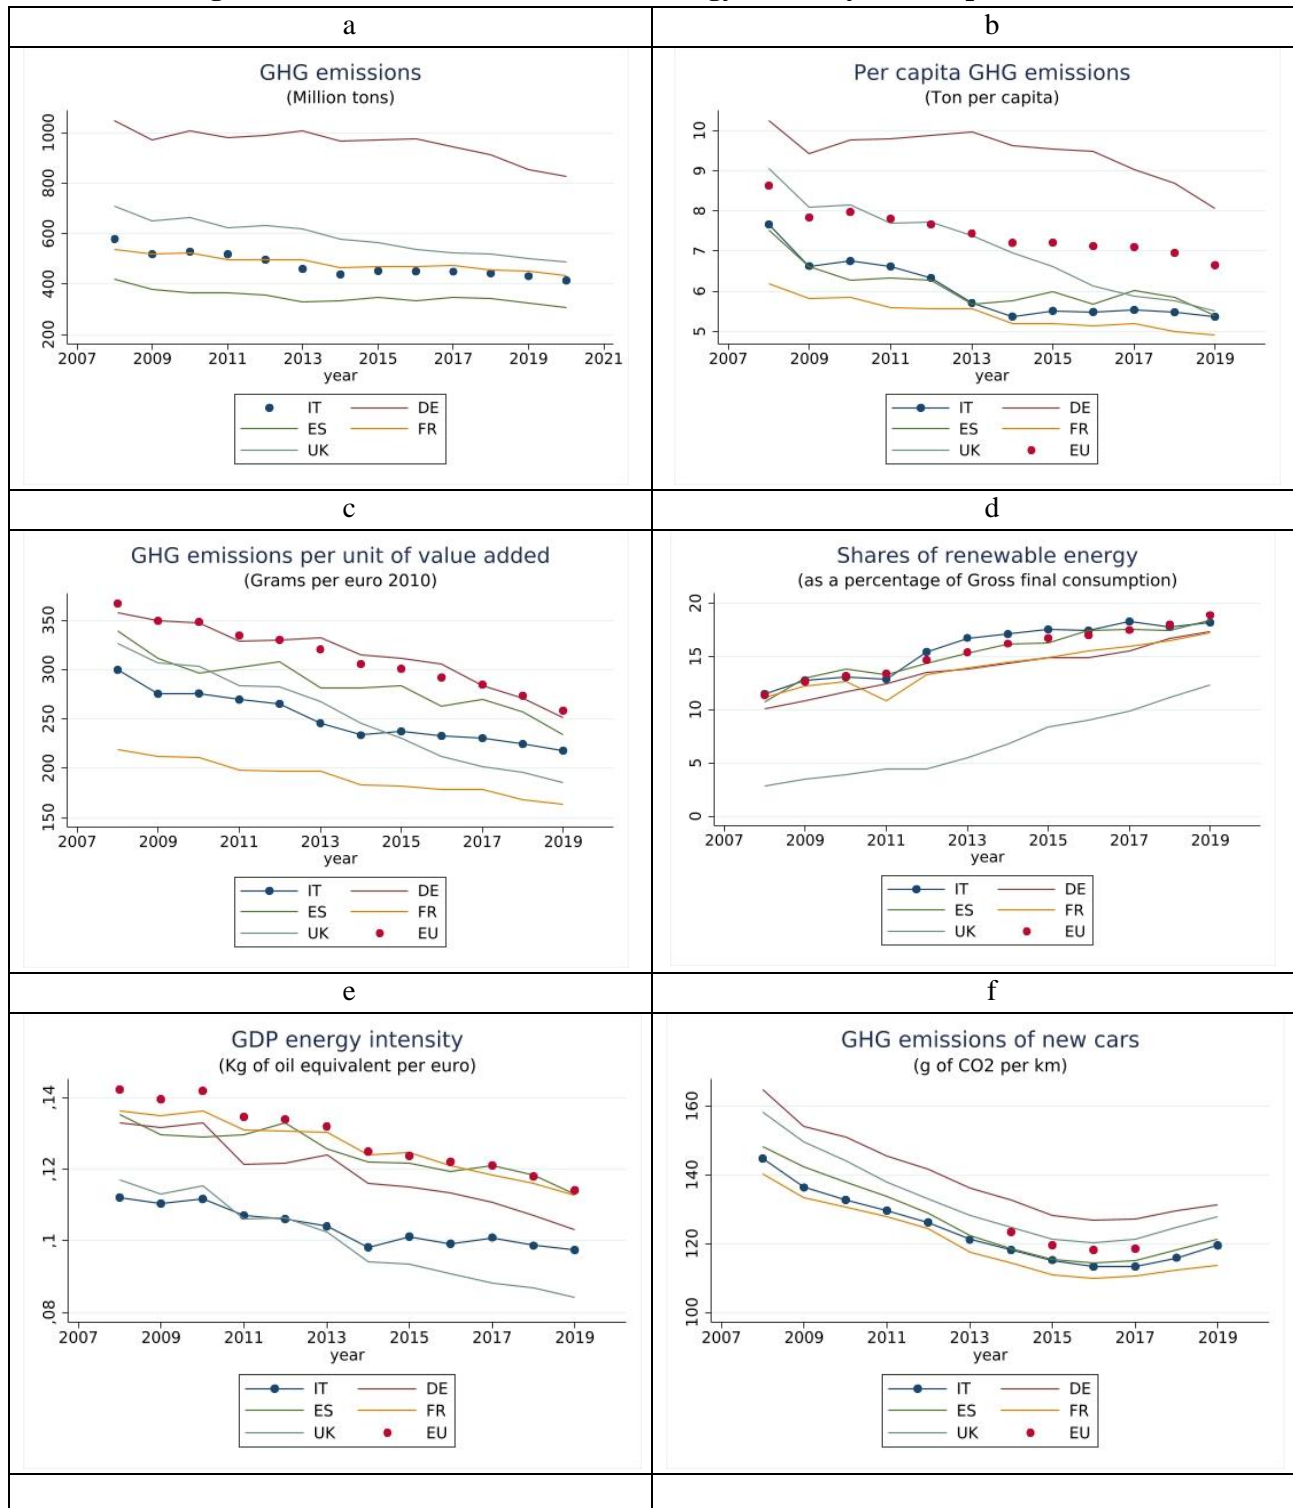 a
b
GHG emissions
(Million tons)
1000
800
600
400
200
2007 2009 2011 2013 2015 2017 2019 2021
year
IT DE
ES FR
UK
Per capita GHG emissions
(Ton per capita)
10
9
8
7
6
5
2007 2009 2011 2013 2015 2017 2019
year
IT DE
ES FR
UK EU
c
d
GHG emissions per unit of value added
(Grams per euro 2010)
350
300
250
200
150
2007 2009 2011 2013 2015 2017 2019
year
IT DE
ES FR
UK EU
Shares of renewable energy
(as a percentage of Gross final consumption)
20
15
10
5
0
2007 2009 2011 2013 2015 2017 2019
year
IT DE
ES FR
UK EU
e
f
GDP energy intensity
(Kg of oil equivalent per euro)
,14
,12
,1
,08
2007 2009 2011 2013 2015 2017 2019
year
IT DE
ES FR
UK EU
GHG emissions of new cars
(g of CO2 per km)
160
140
120
100
2007 2009 2011 2013 2015 2017 2019
year
IT DE
ES FR
UK EU